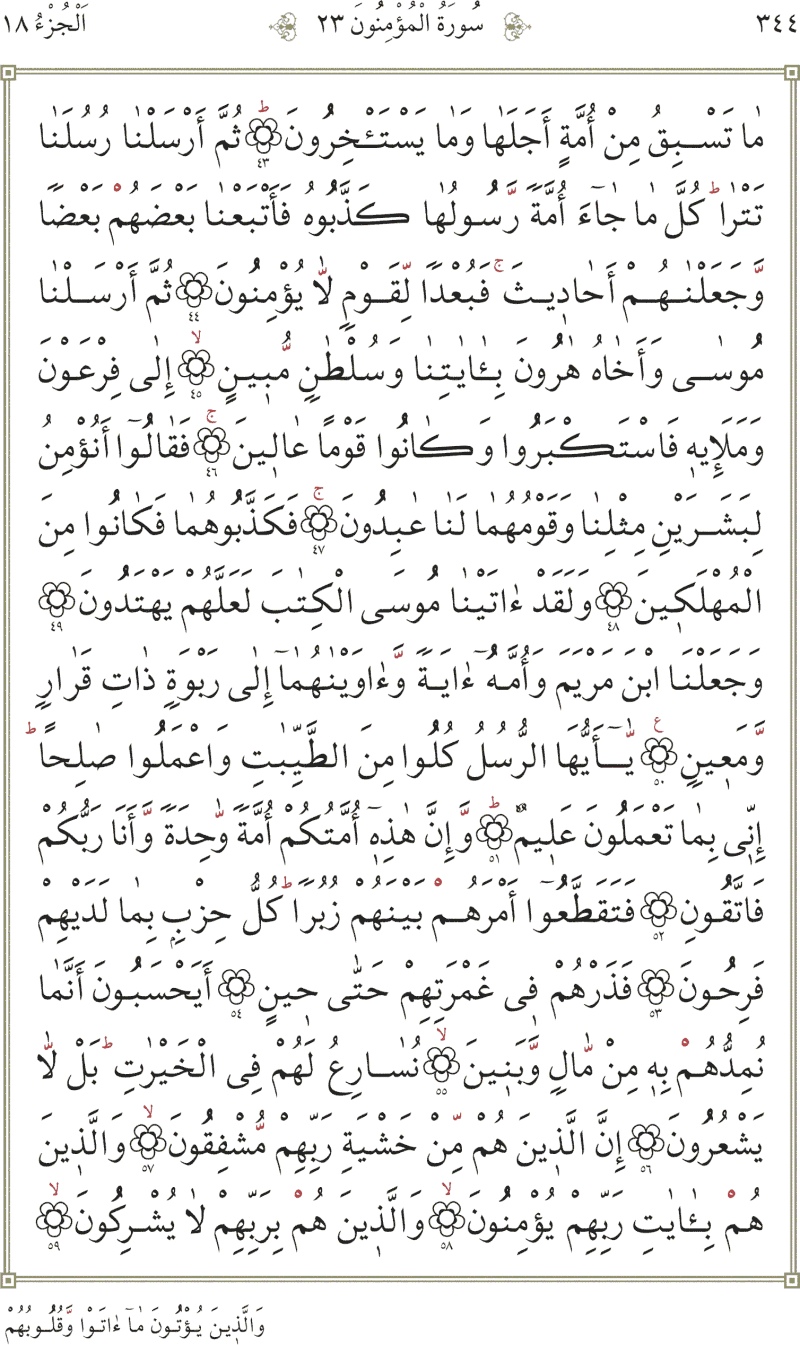 ٣٤٤ سُورَةُ الْمُؤْمِنُونَ ٢٣ اَلْجُزْءُ ١٨
مٰا تَسْبِقُ مِنْ أُمَّةٍ أَجَلَهٰا وَمٰا يَسْتَـْٔخِرُونَ ٤٣ ۚ ثُمَّ أَرْسَلْنٰا رُسُلَنٰا
تَتْرٰا ۖ كُلَّ مٰا جٰٓاءَ أُمَّةً رَّسُولُهٰا كَذَّبُوهُ فَأَتْبَعْنٰا بَعْضَهُمْ بَعْضًا
وَّجَعَلْنٰهُمْ أَحٰادٖيثَ ۚ فَبُعْدًا لِّقَوْمٍ لّٰا يُؤْمِنُونَ ٤٤ ثُمَّ أَرْسَلْنٰا
مُوسٰى وَأَخٰاهُ هٰرُونَ بِـَٔايٰتِنٰا وَسُلْطٰنٍ مُّبٖينٍ ٤٥ إِلٰى فِرْعَوْنَ
وَمَلَإِيهٖ فَاسْتَكْبَرُوا وَكٰانُوا قَوْمًا عٰالٖينَ ٤٦ فَقٰالُوٓا أَنُؤْمِنُ
لِبَشَرَيْنِ مِثْلِنٰا وَقَوْمُهُمٰا لَنٰا عٰبِدُونَ ٤٧ فَكَذَّبُوهُمٰا فَكٰانُوا مِنَ
الْمُهْلَكٖينَ ٤٨ وَلَقَدْ ءٰاتَيْنٰا مُوسَى الْكِتٰبَ لَعَلَّهُمْ يَهْتَدُونَ ٤٩
وَجَعَلْنَا ابْنَ مَرْيَمَ وَأُمَّهُٓ ءٰايَةً وَّءٰاوَيْنٰهُمٰٓا إِلٰى رَبْوَةٍ ذٰاتِ قَرٰارٍ
وَّمَعٖينٍ ٥٠ يّٰٓأَيُّهَا الرُّسُلُ كُلُوا مِنَ الطَّيِّبٰتِ وَاعْمَلُوا صٰلِحًا ط
إِنّٖى بِمٰا تَعْمَلُونَ عَلٖيمٌ ٥١ وَّإِنَّ هٰذِهٖٓ أُمَّتُكُمْ أُمَّةً وّٰحِدَةً وَّأَنَا رَبُّكُمْ
فَاتَّقُونِ ٥٢ فَتَقَطَّعُوٓا أَمْرَهُمْ بَيْنَهُمْ زُبُرًا ط كُلُّ حِزْبٍ بِمٰا لَدَيْهِمْ
فَرِحُونَ ٥٣ فَذَرْهُمْ فٖى غَمْرَتِهِمْ حَتّٰى حٖينٍ ٥٤ أَيَحْسَبُونَ أَنَّمٰا
نُمِدُّهُمْ بِهٖ مِنْ مّٰالٍ وَّبَنٖينَ ٥٥ نُسٰارِعُ لَهُمْ فِى الْخَيْرٰتِ ط بَلْ لّٰا
يَشْعُرُونَ ٥٦ إِنَّ الَّذٖينَ هُمْ مِّنْ خَشْيَةِ رَبِّهِمْ مُّشْفِقُونَ ٥٧ وَالَّذٖينَ
هُمْ بِـَٔايٰتِ رَبِّهِمْ يُؤْمِنُونَ ٥٨ وَالَّذٖينَ هُمْ بِرَبِّهِمْ لٰا يُشْرِكُونَ ٥٩
وَالَّذٖينَ يُؤْتُونَ مٰٓا ءٰاتَوْا وَّقُلُوبُهُمْ